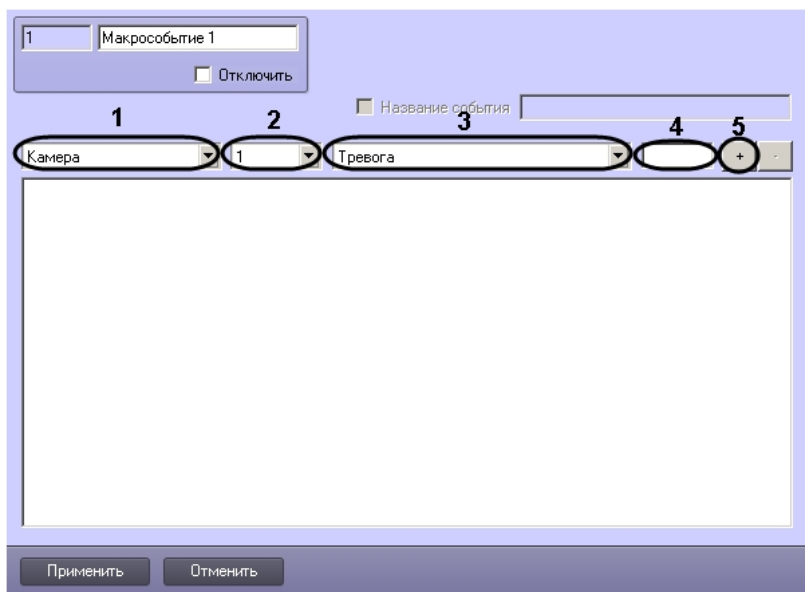 1 Макрособытие 1
Отключить
Название события
1 2 3 4 5
Камера 1 Тревога + -
Применить Отменить